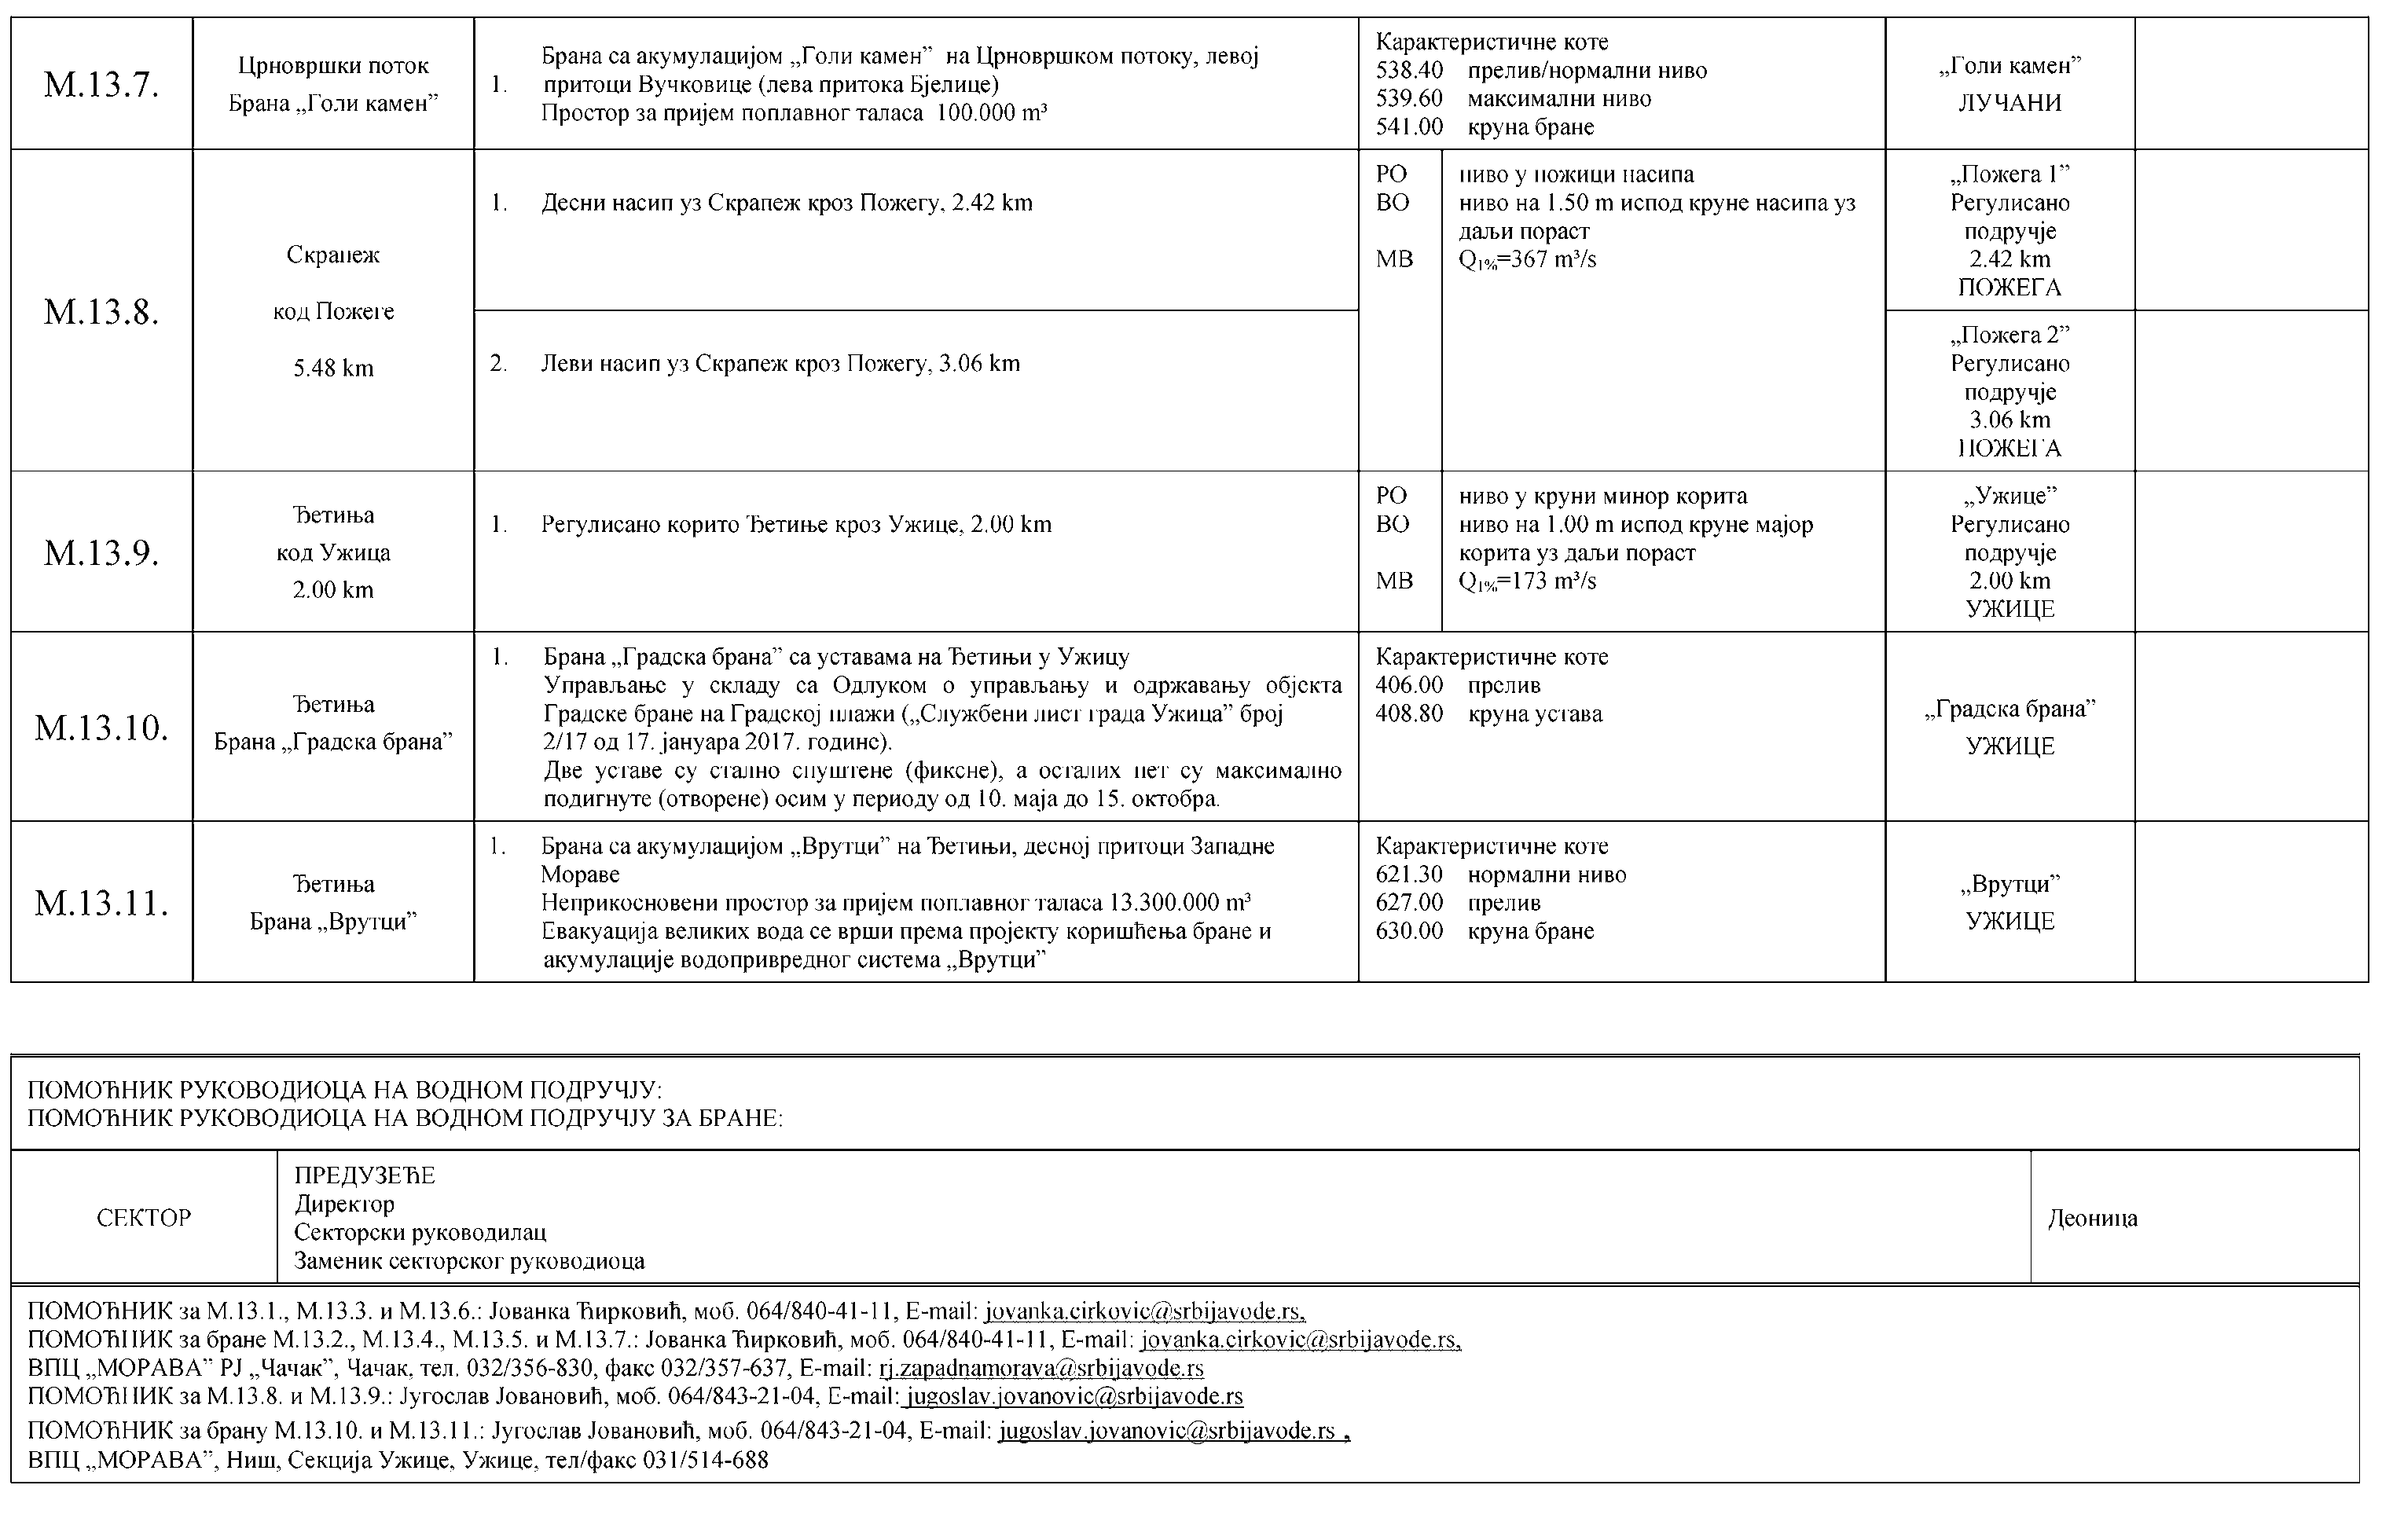 М.13.7.
Црновршки поток
Брана „Голи камен”
1.
Брана са акумулацијом „Голи камен” на Црновршком потоку, левој
притоци Вучковице (лева притока Бјелице)
Простор за пријем поплавног таласа 100.000 m³
Карактеристичне коте
538.40 прелив/нормални ниво
539.60 максимални ниво
541.00 круна бране
„Голи камен”
ЛУЧАНИ
М.13.8.
Скрапеж
код Пожеге
5.48 km
1. Десни насип уз Скрапеж кроз Пожегу, 2.42 km
2. Леви насип уз Скрапеж кроз Пожегу, 3.06 km
РО ниво у ножици насипа
ВО ниво на 1.50 m испод круне насипа уз
даљи пораст
МВ Q1%=367 m³/s
„Пожега 1”
Регулисано
подручје
2.42 km
ПОЖЕГА
„Пожега 2”
Регулисано
подручје
3.06 km
ПОЖЕГА
М.13.9.
Ђетиња
код Ужица
2.00 km
1. Регулисано корито Ђетиње кроз Ужице, 2.00 km
РО ниво у круни минор корита
ВО ниво на 1.00 m испод круне мајор
корита уз даљи пораст
МВ Q1%=173 m³/s
„Ужице”
Регулисано
подручје
2.00 km
УЖИЦЕ
М.13.10.
Ђетиња
Брана „Градска брана”
1. Брана „Градска брана” са уставама на Ђетињи у Ужицу
Управљање у складу са Одлуком о управљању и одржавању објекта
Градске бране на Градској плажи („Службени лист града Ужица” број
2/17 од 17. јануара 2017. године).
Две уставе су стално спуштене (фиксне), а осталих пет су максимално
подигнуте (отворене) осим у периоду од 10. маја до 15. октобра.
Карактеристичне коте
406.00 прелив
408.80 круна устава
„Градска брана”
УЖИЦЕ
М.13.11.
Ђетиња
Брана „Врутци”
1. Брана са акумулацијом „Врутци” на Ђетињи, десној притоци Западне
Мораве
Неприкосновени простор за пријем поплавног таласа 13.300.000 m³
Евакуација великих вода се врши према пројекту коришћења бране и
акумулације водопривредног система „Врутци”
Карактеристичне коте
621.30 нормални ниво
627.00 прелив
630.00 круна бране
„Врутци”
УЖИЦЕ
ПОМОЋНИК РУКОВОДИОЦА НА ВОДНОМ ПОДРУЧЈУ:
ПОМОЋНИК РУКОВОДИОЦА НА ВОДНОМ ПОДРУЧЈУ ЗА БРАНЕ:
СЕКТОР
ПРЕДУЗЕЋЕ
Директор
Секторски руководилац
Заменик секторског руководиоца
Деоница
ПОМОЋНИК за М.13.1., М.13.3. и М.13.6.: Јованка Ћирковић, моб. 064/840-41-11, E-mail: jovanka.cirkovic@srbijavode.rs,
ПОМОЋНИК за бране М.13.2., М.13.4., М.13.5. и М.13.7.: Јованка Ћирковић, моб. 064/840-41-11, E-mail: jovanka.cirkovic@srbijavode.rs,
ВПЦ „МОРАВА” РЈ „Чачак”, Чачак, тел. 032/356-830, факс 032/357-637, E-mail: rj.zapadnamorava@srbijavode.rs
ПОМОЋНИК за М.13.8. и М.13.9.: Југослав Јовановић, моб. 064/843-21-04, E-mail: jugoslav.jovanovic@srbijavode.rs
ПОМОЋНИК за брану М.13.10. и М.13.11.: Југослав Јовановић, моб. 064/843-21-04, E-mail: jugoslav.jovanovic@srbijavode.rs ,
ВПЦ „МОРАВА”, Ниш, Секција Ужице, Ужице, тел/факс 031/514-688